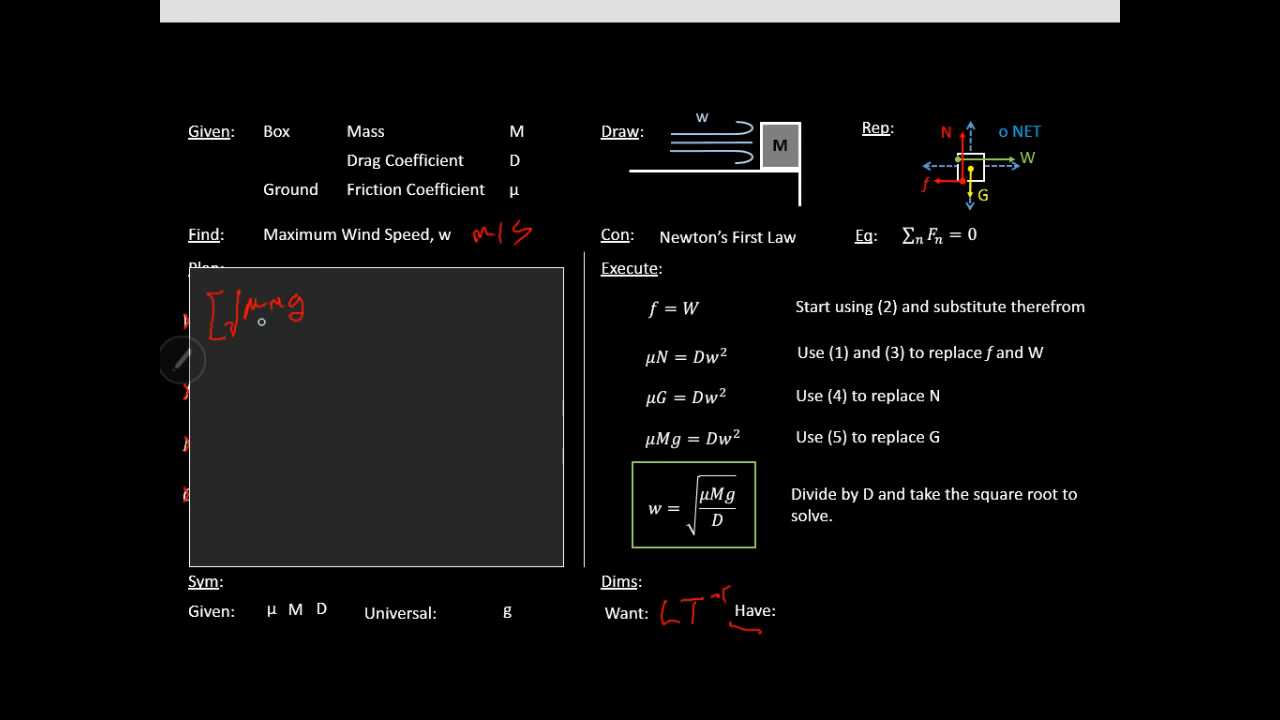 Given: Box Mass M
Drag Coefficient D
Ground Friction Coefficient μ
Draw: w
M
Rep: N o NET
W
f
G
Find: Maximum Wind Speed, w m/s
Con: Newton's First Law
Eq: ∑ₙ Fₙ = 0
Plan:
[√μmg
Execute:
f = W Start using (2) and substitute therefrom
μN = Dw² Use (1) and (3) to replace f and W
μG = Dw² Use (4) to replace N
μMg = Dw² Use (5) to replace G
w = √(μMg/D) Divide by D and take the square root to
solve.
Sym:
Given: μ M D Universal: g
Dims:
Want: LT⁻¹ Have: